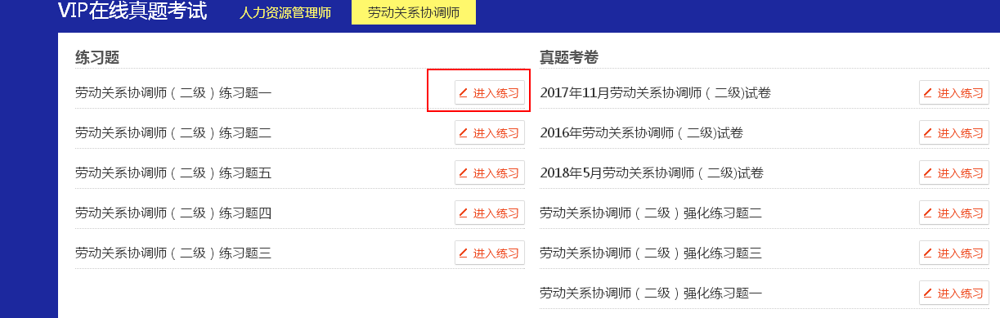 VIP在线真题考试 人力资源管理师 劳动关系协调师
练习题
劳动关系协调师（二级）练习题一 进入练习
劳动关系协调师（二级）练习题二 进入练习
劳动关系协调师（二级）练习题五 进入练习
劳动关系协调师（二级）练习题四 进入练习
劳动关系协调师（二级）练习题三 进入练习
真题考卷
2017年11月劳动关系协调师（二级)试卷 进入练习
2016年劳动关系协调师（二级)试卷 进入练习
2018年5月劳动关系协调师（二级)试卷 进入练习
劳动关系协调师（二级）强化练习题二 进入练习
劳动关系协调师（二级）强化练习题三 进入练习
劳动关系协调师（二级）强化练习题一 进入练习